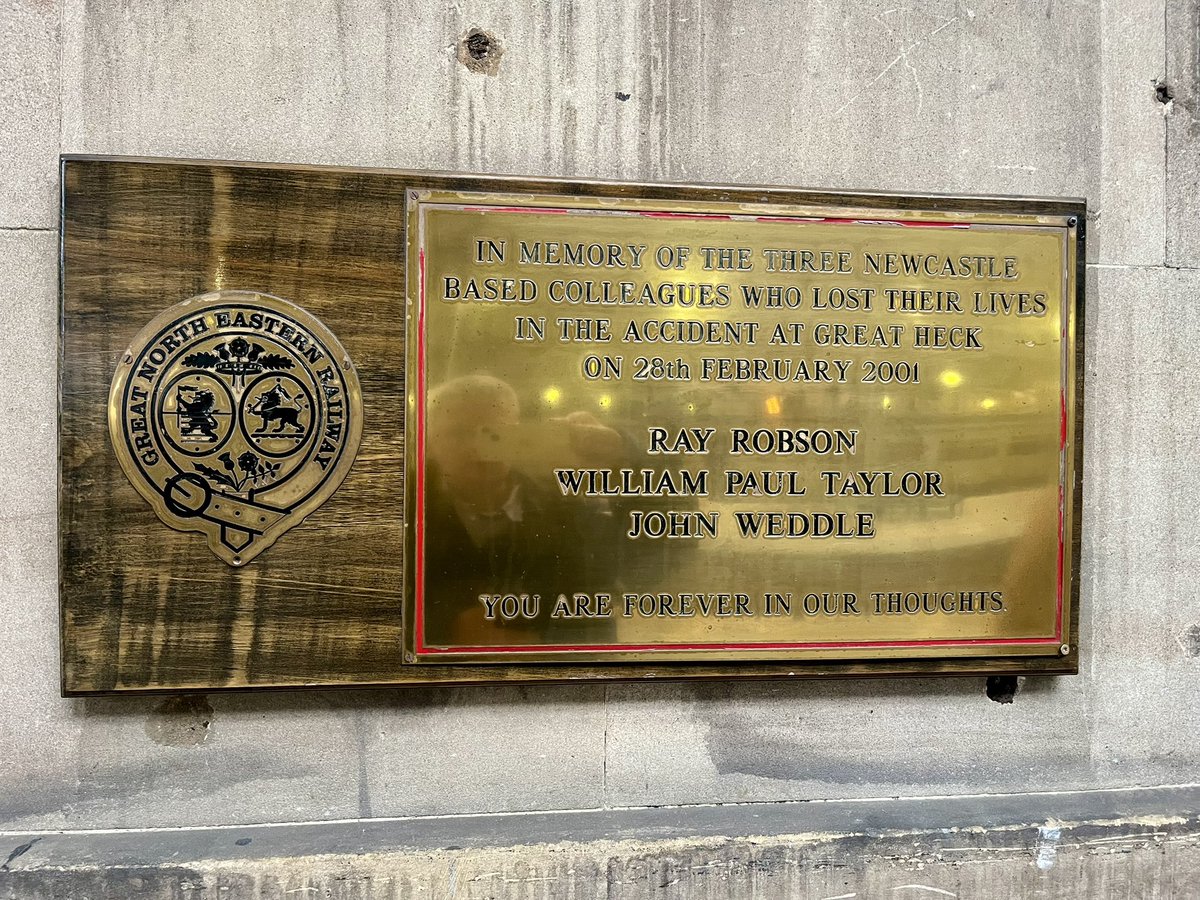 GREAT NORTH EASTERN RAILWAY
IN MEMORY OF THE THREE NEWCASTLE
BASED COLLEAGUES WHO LOST THEIR LIVES
IN THE ACCIDENT AT GREAT HECK
ON 28th FEBRUARY 2001
RAY ROBSON
WILLIAM PAUL TAYLOR
JOHN WEDDLE
YOU ARE FOREVER IN OUR THOUGHTS.